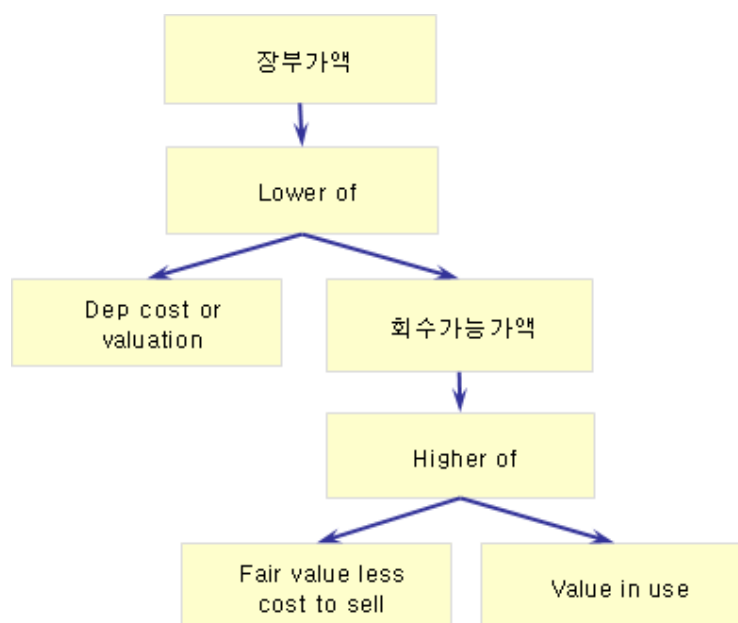 장부가액
Lower of
Dep cost or
valuation
회수가능가액
Higher of
Fair value less
cost to sell
Value in use